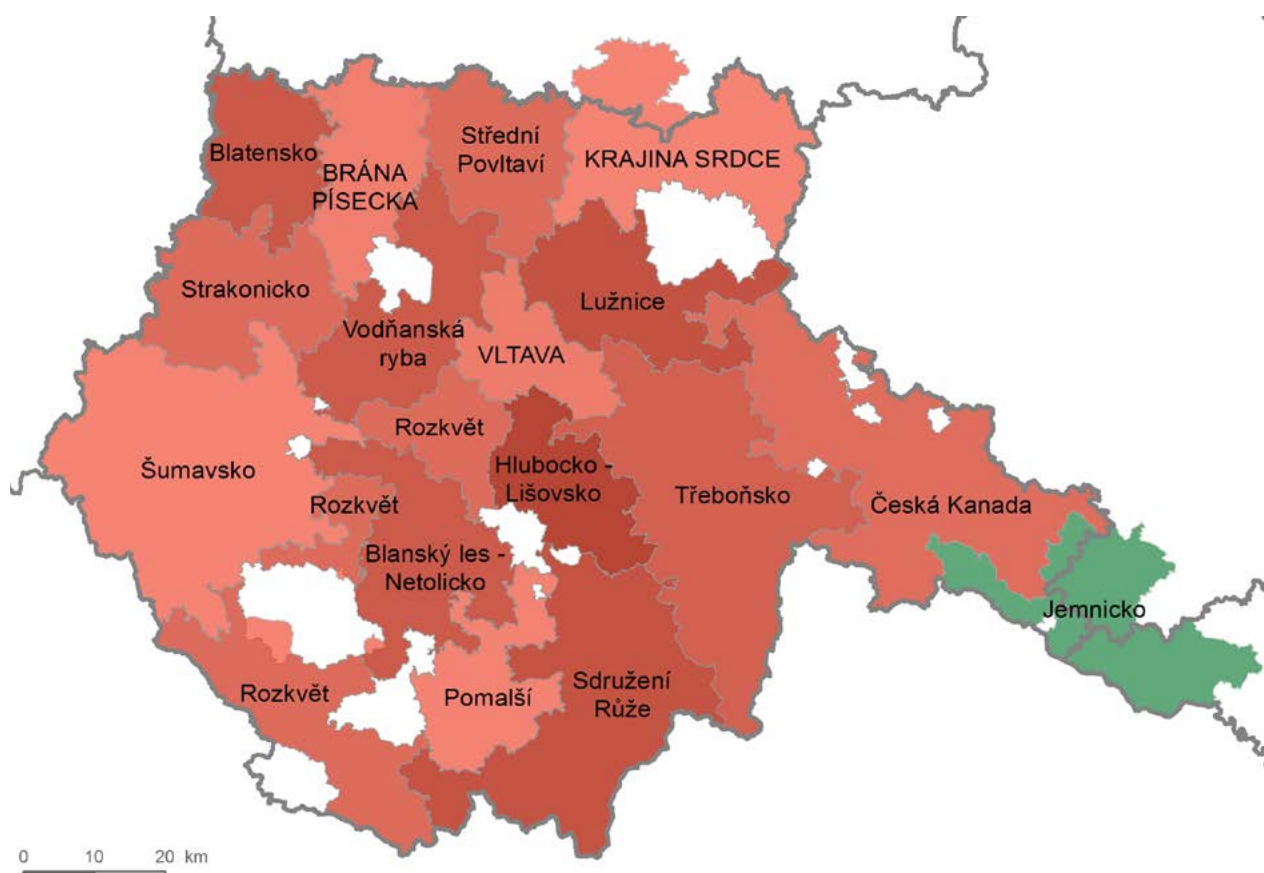 Blatensko
BRÁNA
PÍSECKA
Střední
Povltaví
KRAJINA SRDCE
Strakonicko
Vodňanská
ryba
VLTAVA
Lužnice
Rozkvět
Šumavsko
Hlubocko -
Lišovsko
Třeboňsko
Česká Kanada
Rozkvět
Blanský les -
Netolicko
Jemnicko
Rozkvět
Pomalší
Sdružení
Růže
0 10 20 km